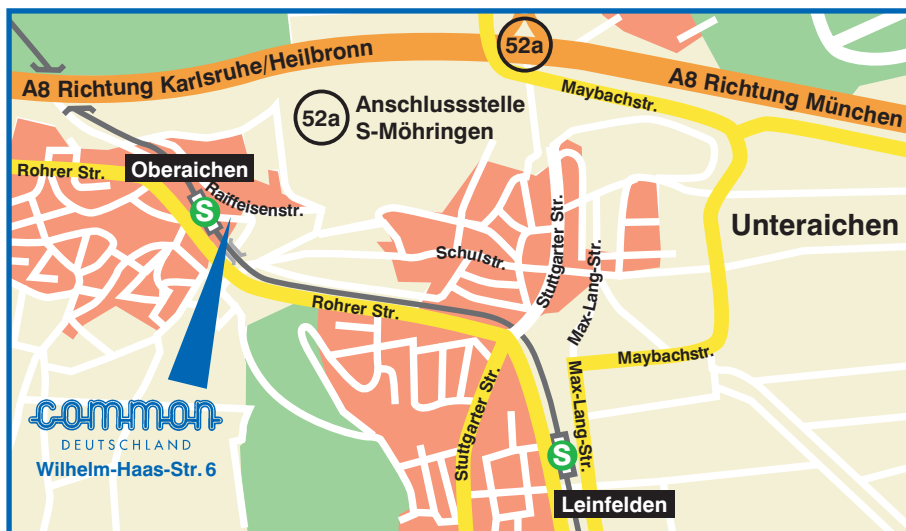 52a
A8 Richtung Karlsruhe/Heilbronn
A8 Richtung München
Maybachstr.
52a
Anschlussstelle
S-Möhringen
Rohrer Str.
Oberaichen
Raiffeisenstr.
S
Unteraichen
Schulstr.
Stuttgarter Str.
Max-Lang-Str.
Rohrer Str.
Maybachstr.
Stuttgarter Str.
Max-Lang-Str.
common
DEUTSCHLAND
Wilhelm-Haas-Str. 6
S
Leinfelden